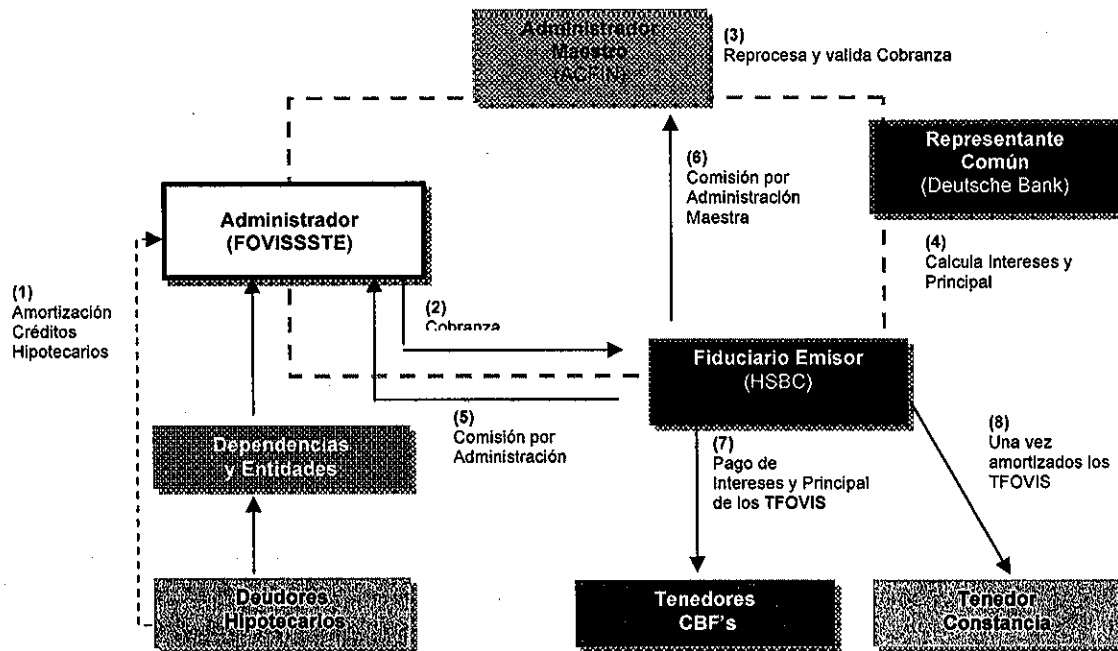 Administrador
Maestro
(ACFIN)
(3)
Reprocesa y valida Cobranza
Representante
Común
(Deutsche Bank)
(6)
Comisión por
Administración
Maestra
Administrador
(FOVISSSTE)
(4)
Calcula Intereses y
Principal
(1)
Amortización
Créditos
Hipotecarios
(2)
Cobranza
Fiduciario Emisor
(HSBC)
(5)
Comisión por
Administración
Dependencias
y Entidades
(7)
Pago de
Intereses y Principal
de los TFOVIS
(8)
Una vez
amortizados los
TFOVIS
Deudores
Hipotecarios
Tenedores
CBF's
Tenedor
Constancia